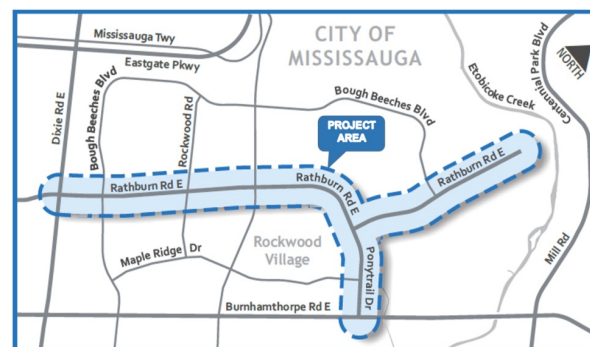 Mississauga Twy
Eastgate Pkwy
CITY OF
MISSISSAUGA
Centennial Park Blvd
NORTH
Dixie Rd E
Bough Beeches Blvd
Rockwood Rd
Bough Beeches Blvd
Etobicoke Creek
PROJECT
AREA
Rathburn Rd E
Rathburn Rd E
Rathburn Rd E
Maple Ridge Dr
Rockwood
Village
Ponytrail Dr
Mill Rd
Burnhamthorpe Rd E